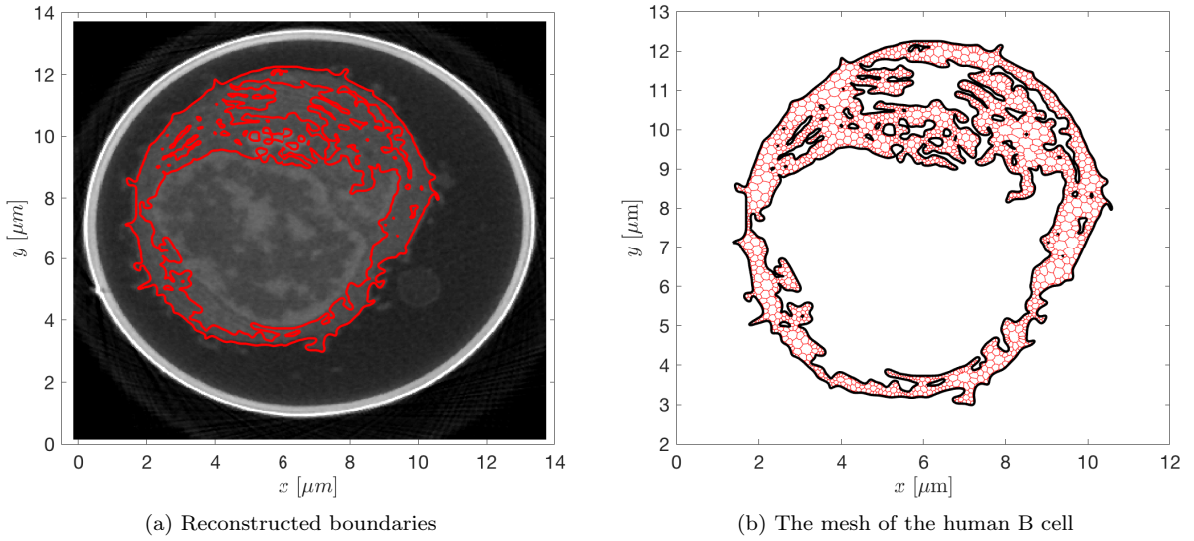 14
12
10
8
6
4
2
0
y [μm]
0 2 4 6 8 10 12 14
x [μm]
(a) Reconstructed boundaries
13
12
11
10
9
8
7
6
5
4
3
2
y [μm]
0 2 4 6 8 10 12
x [μm]
(b) The mesh of the human B cell